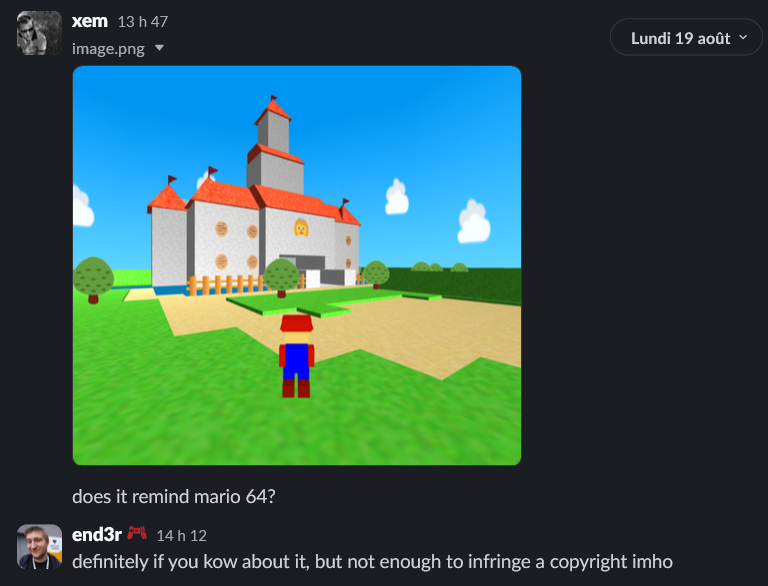 xem 13 h 47
image.png
Lundi 19 août
does it remind mario 64?
end3r 14 h 12
definitely if you kow about it, but not enough to infringe a copyright imho